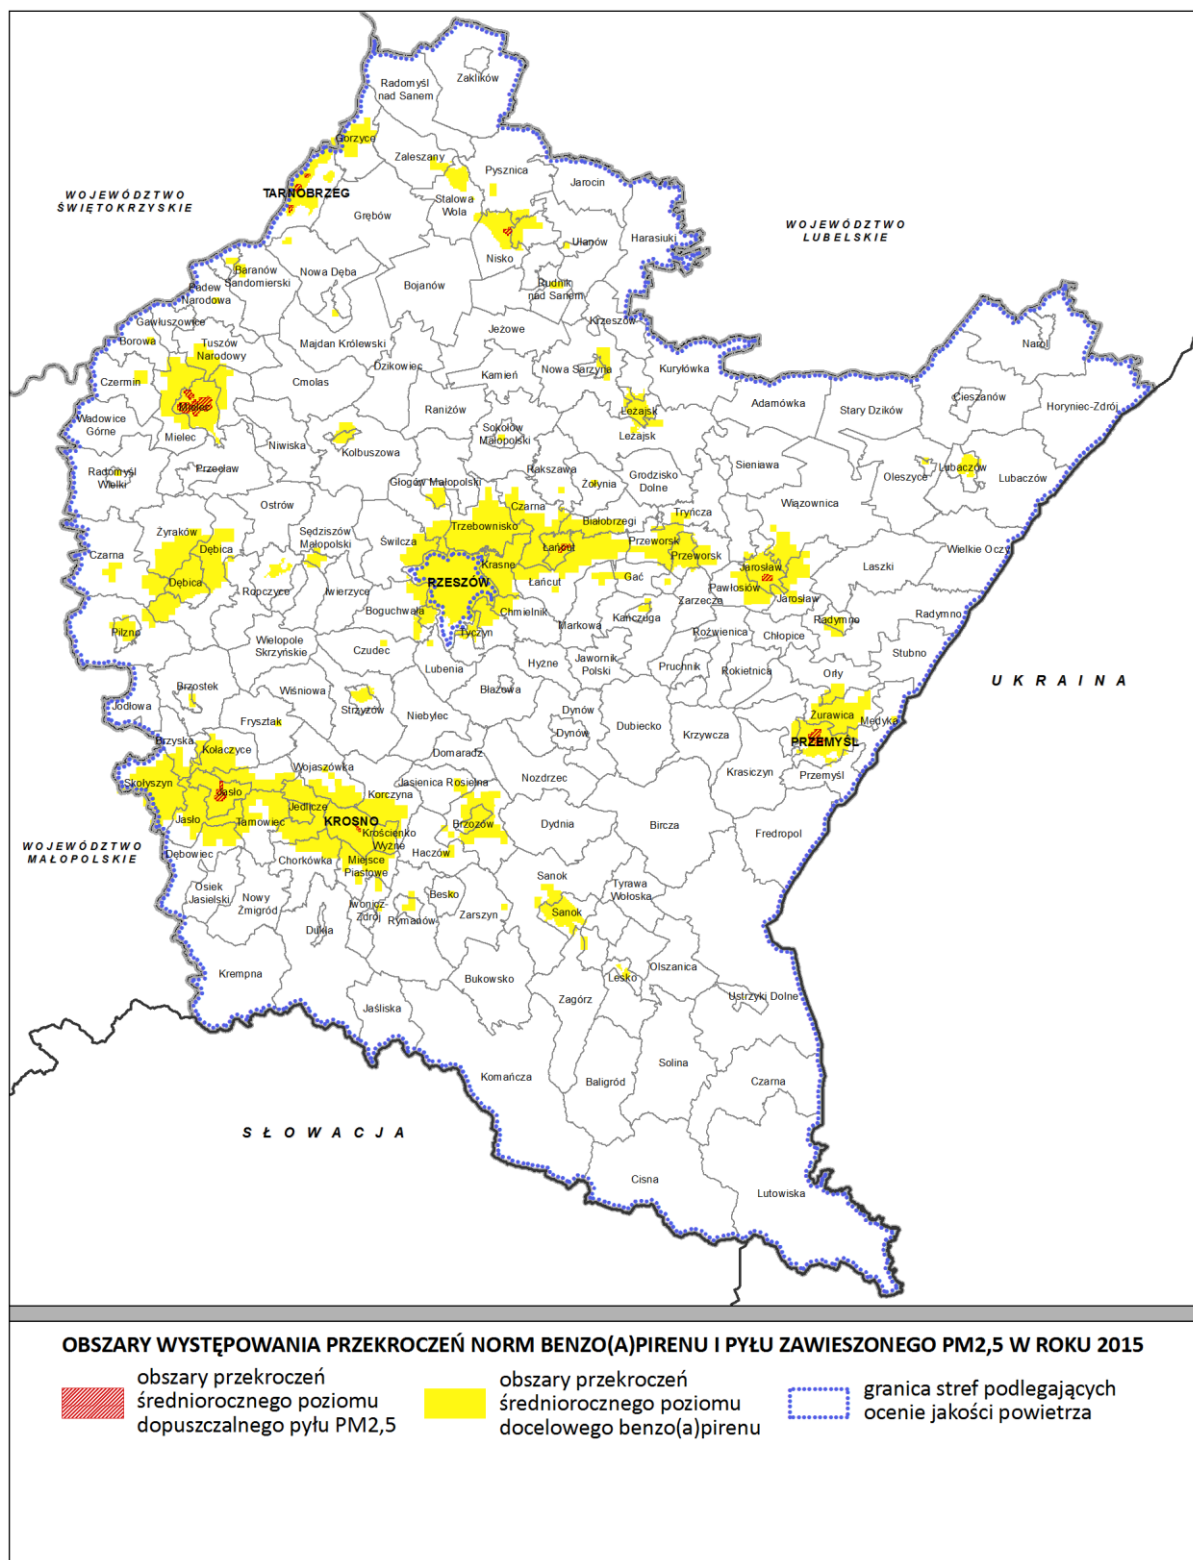 Zaklików
Radomyśl
nad Sanem
Gorzyce
Zaleszany
Pysznica
Jarocin
TARNOBRZEG
WOJEWÓDZTWO
ŚWIĘTOKRZYSKIE
Stalowa
Wola
Grębów
WOJEWÓDZTWO
LUBELSKIE
Harasiuki
Ulanów
Nisko
Baranów
Sandomierski
Nowa Dęba
Bojanów
Rudnik
nad Sanem
Padew
Narodowa
Gawłuszowice
Krzeszów
Jeżowe
Borowa
Tuszów
Narodowy
Majdan Królewski
Narol
Dzikowiec
Kamień
Nowa Sarzyna
Kuryłówka
Czermin
Cmolas
Cieszanów
Adamówka
Stary Dzików
Horyniec-Zdrój
Mielec
Raniżów
Leżajsk
Wadowice
Górne
Mielec
Niwiska
Kolbuszowa
Sokołów
Małopolski
Leżajsk
Radomyśl
Wielki
Przecław
Rakszawa
Grodzisko
Dolne
Sieniawa
Oleszyce
Lubaczów
Lubaczów
Głogów Małopolski
Żołynia
Ostrów
Czarna
Wiązownica
Tryńcza
Białobrzegi
Trzebownisko
Żyraków
Sędziszów
Małopolski
Świlcza
Dębica
Czarna
Łańcut
Przeworsk
Przeworsk
Wielkie Oczy
Krasne
Jarosław
Laszki
Dębica
RZESZÓW
Łańcut
Gać
Pawłosiów
Ropczyce
Iwierzyce
Jarosław
Zarzecze
Boguchwała
Chmielnik
Kańczuga
Radymno
Radymno
Markowa
Pilzno
Tyczyn
Roźwienica
Chłopice
Wielopole
Skrzyńskie
Czudec
Stubno
Lubenia
Hyżne
Jawornik
Polski
Pruchnik
Rokietnica
Orły
UKRAINA
Brzostek
Wiśniowa
Błażowa
Jodłowa
Strzyżów
Niebylec
Dynów
Dubiecko
Żurawica
Medyka
Frysztak
Dynów
Krzywcza
Brzyska
PRZEMYŚL
Kołaczyce
Domaradz
Wojaszówka
Krasiczyn
Przemyśl
Skołyszyn
Jasienica Rosielna
Nozdrzec
Jasło
Korczyna
Jedlicze
Jasło
Tarnowiec
KROSNO
Brzozów
Dydnia
Bircza
Krościenko
Wyżne
Fredropol
WOJEWÓDZTWO
MAŁOPOLSKIE
Dębowiec
Chorkówka
Miejsce
Piastowe
Haczów
Sanok
Osiek
Jasielski
Nowy
Żmigród
Besko
Tyrawa
Wołoska
Iwonicz-
Zdrój
Rymanów
Zarszyn
Sanok
Dukla
Krempna
Bukowsko
Lesko
Olszanica
Zagórz
Ustrzyki Dolne
Jaśliska
Solina
Komańcza
Baligród
Czarna
SŁOWACJA
Cisna
Lutowiska
OBSZARY WYSTĘPOWANIA PRZEKROCZEŃ NORM BENZO(A)PIRENU I PYŁU ZAWIESZONEGO PM2,5 W ROKU 2015
obszary przekroczeń
średniorocznego poziomu
dopuszczalnego pyłu PM2,5
obszary przekroczeń
średniorocznego poziomu
docelowego benzo(a)pirenu
granica stref podlegających
ocenie jakości powietrza